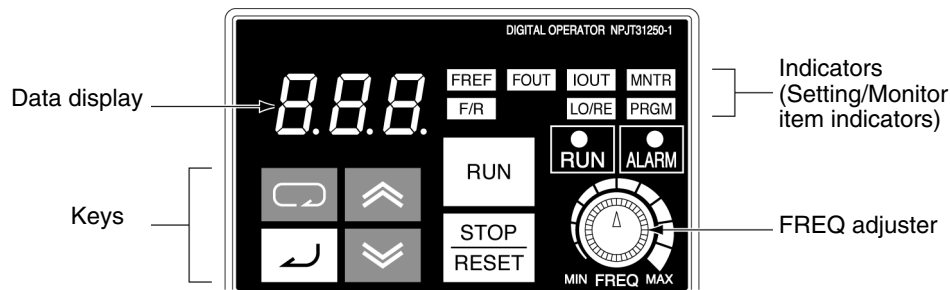 DIGITAL OPERATOR NPJT31250-1
Data display
8.8.8.
FREF FOUT IOUT MNTR
F/R LO/RE PRGM
Indicators
(Setting/Monitor
item indicators)
RUN ALARM
Keys
RUN
STOP
RESET
FREQ adjuster
MIN FREQ MAX